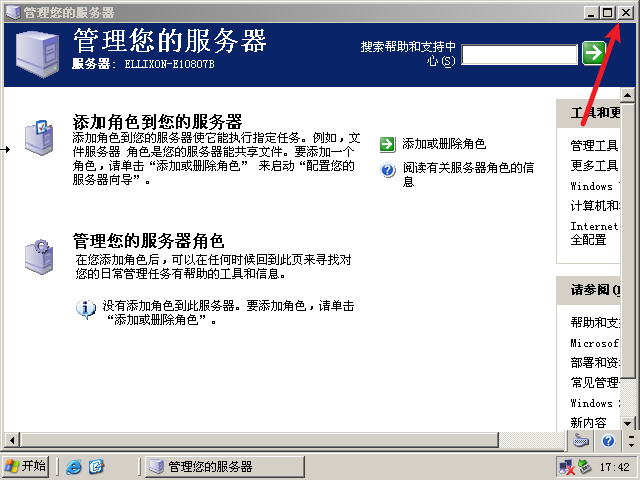 管理您的服务器
管理您的服务器
服务器: ELLIXON-E10807B
搜索帮助和支持中
心(S)
添加角色到您的服务器
添加角色到您的服务器使它能执行指定任务。例如，文
件服务器 角色是您的服务器能共享文件。要添加一个
角色，请单击“添加或删除角色” 来启动“配置您的
服务器向导”。
添加或删除角色
阅读有关服务器角色的信
息
管理您的服务器角色
在您添加角色后，可以在任何时候回到此页来寻找对
您的日常管理任务有帮助的工具和信息。
没有添加角色到此服务器。要添加角色，请单击
“添加或删除角色”。
工具和更
管理工具
更多工具
Windows
计算机和
Internet
全配置
请参阅(
帮助和支
Microsof
部署和资
常见管理
Windows
新内容
开始
管理您的服务器
17:42